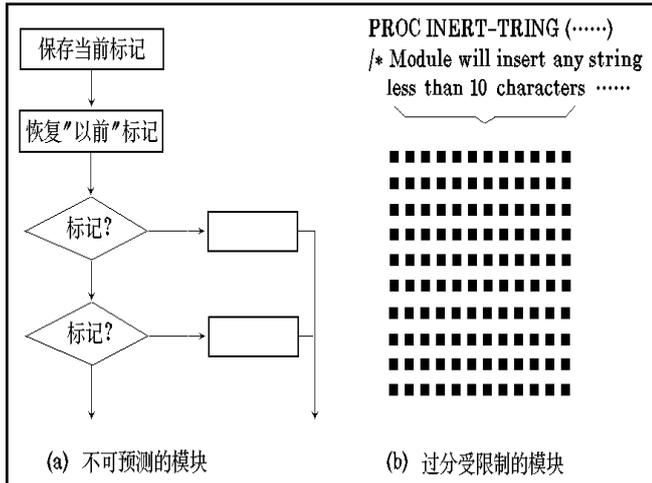 保存当前标记
恢复"以前"标记
标记?
标记?
(a) 不可预测的模块
PROC INERT-TRING (……)
/* Module will insert any string
less than 10 characters ……
(b) 过分受限制的模块